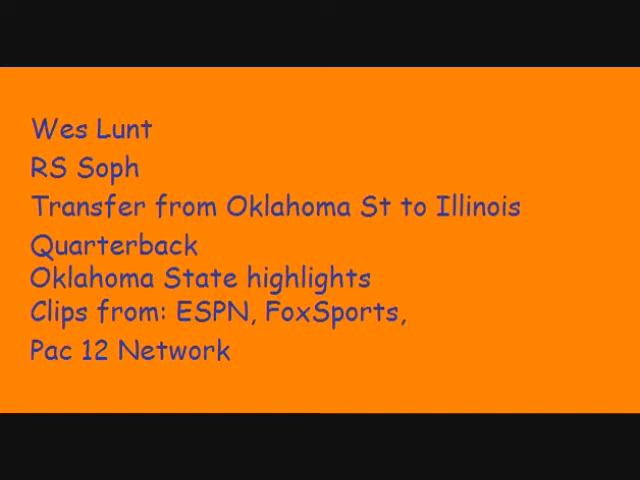 Wes Lunt
RS Soph
Transfer from Oklahoma St to Illinois
Quarterback
Oklahoma State highlights
Clips from: ESPN, FoxSports,
Pac 12 Network